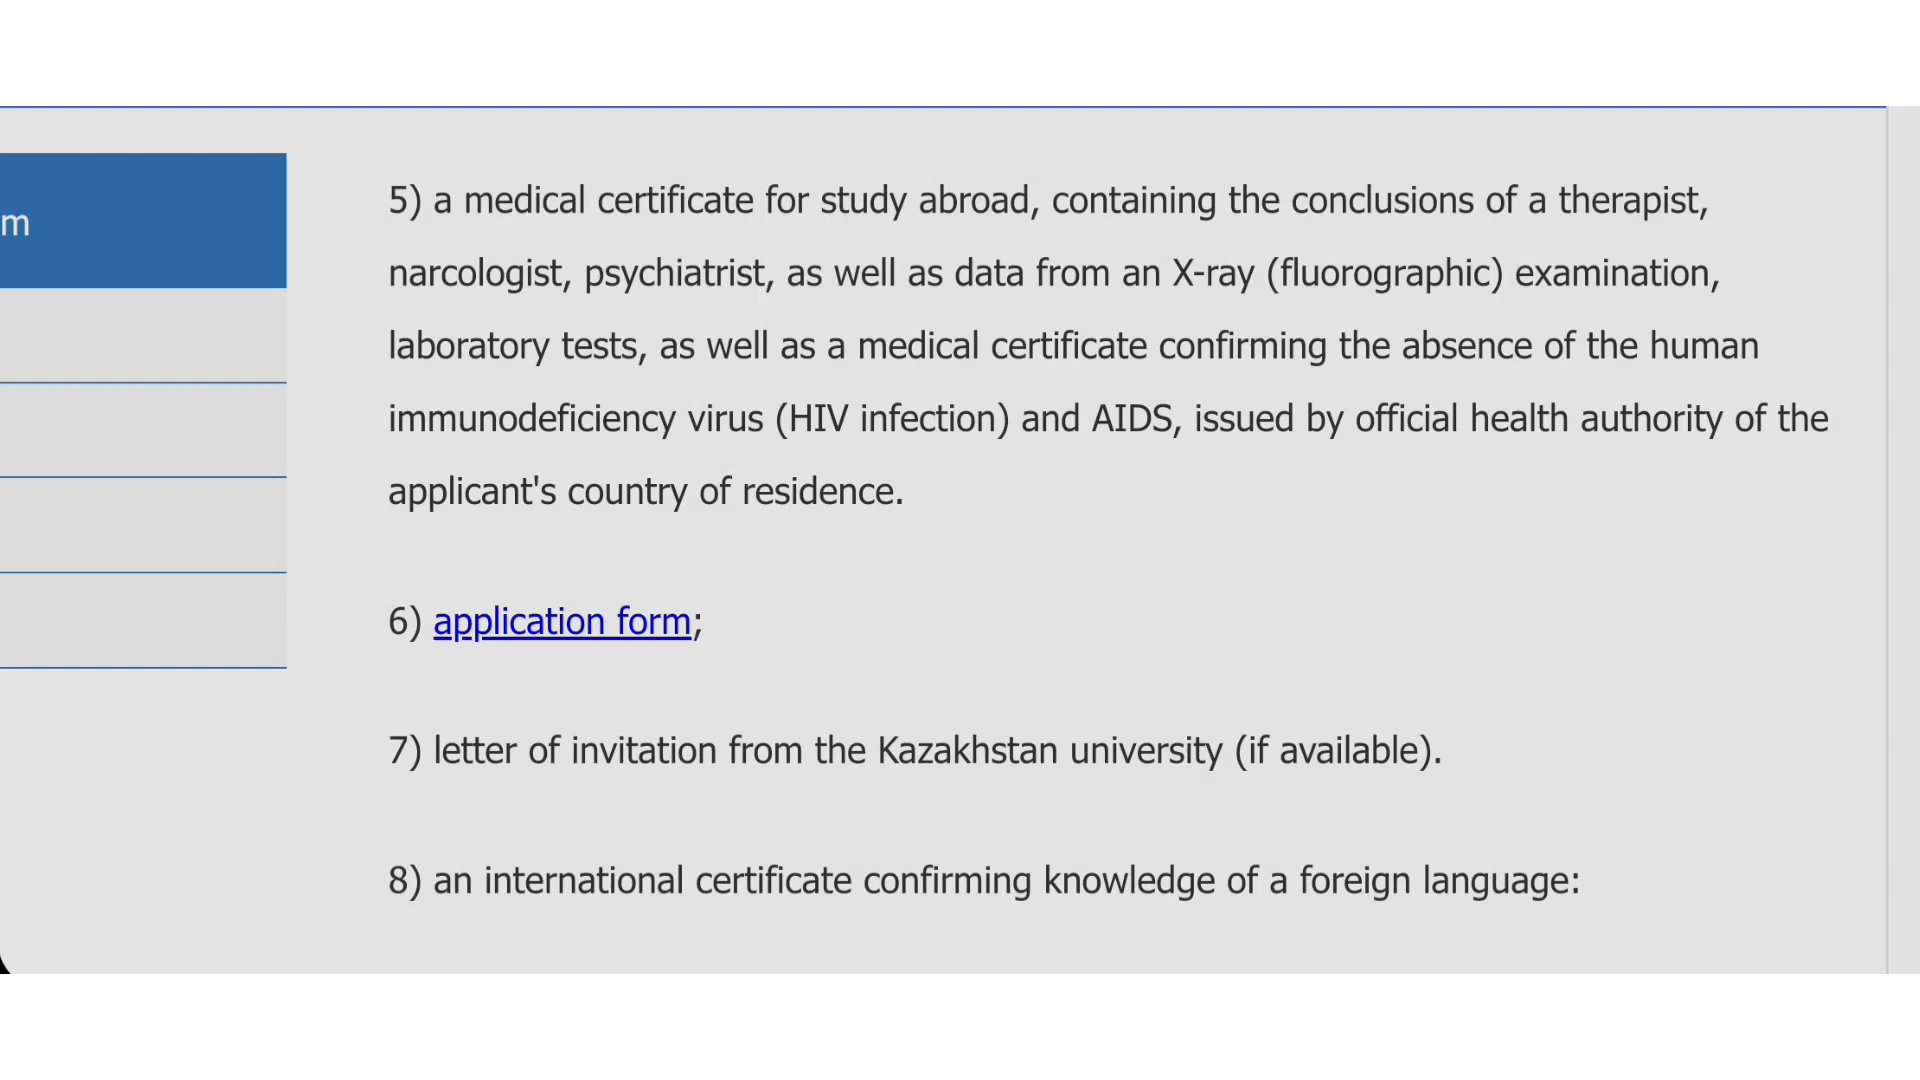 m
5) a medical certificate for study abroad, containing the conclusions of a therapist,
narcologist, psychiatrist, as well as data from an X-ray (fluorographic) examination,
laboratory tests, as well as a medical certificate confirming the absence of the human
immunodeficiency virus (HIV infection) and AIDS, issued by official health authority of the
applicant's country of residence.
6) application form;
7) letter of invitation from the Kazakhstan university (if available).
8) an international certificate confirming knowledge of a foreign language: